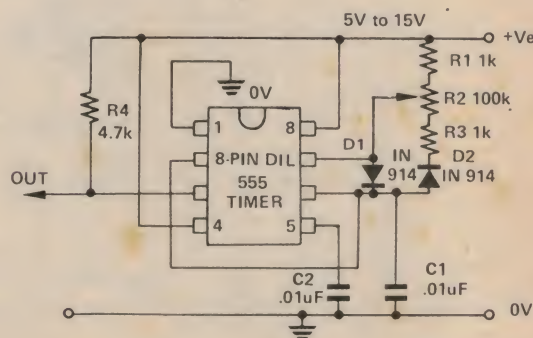 5V to 15V
+Ve
R1 1k
R4
4.7k
0V
R2 100k
1
8
R3 1k
8-PIN DIL
D1
D2
OUT
IN
914
IN 914
555
TIMER
4
5
C2
.01uF
C1
.01uF
0V